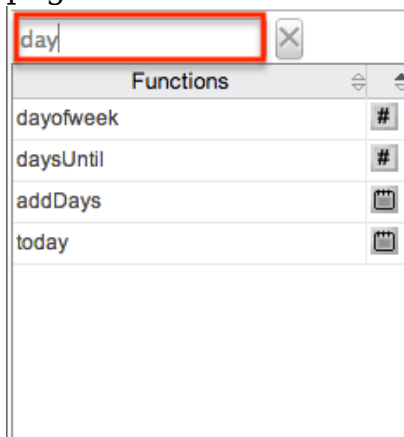 day
Functions
dayofweek #
daysUntil #
addDays
today